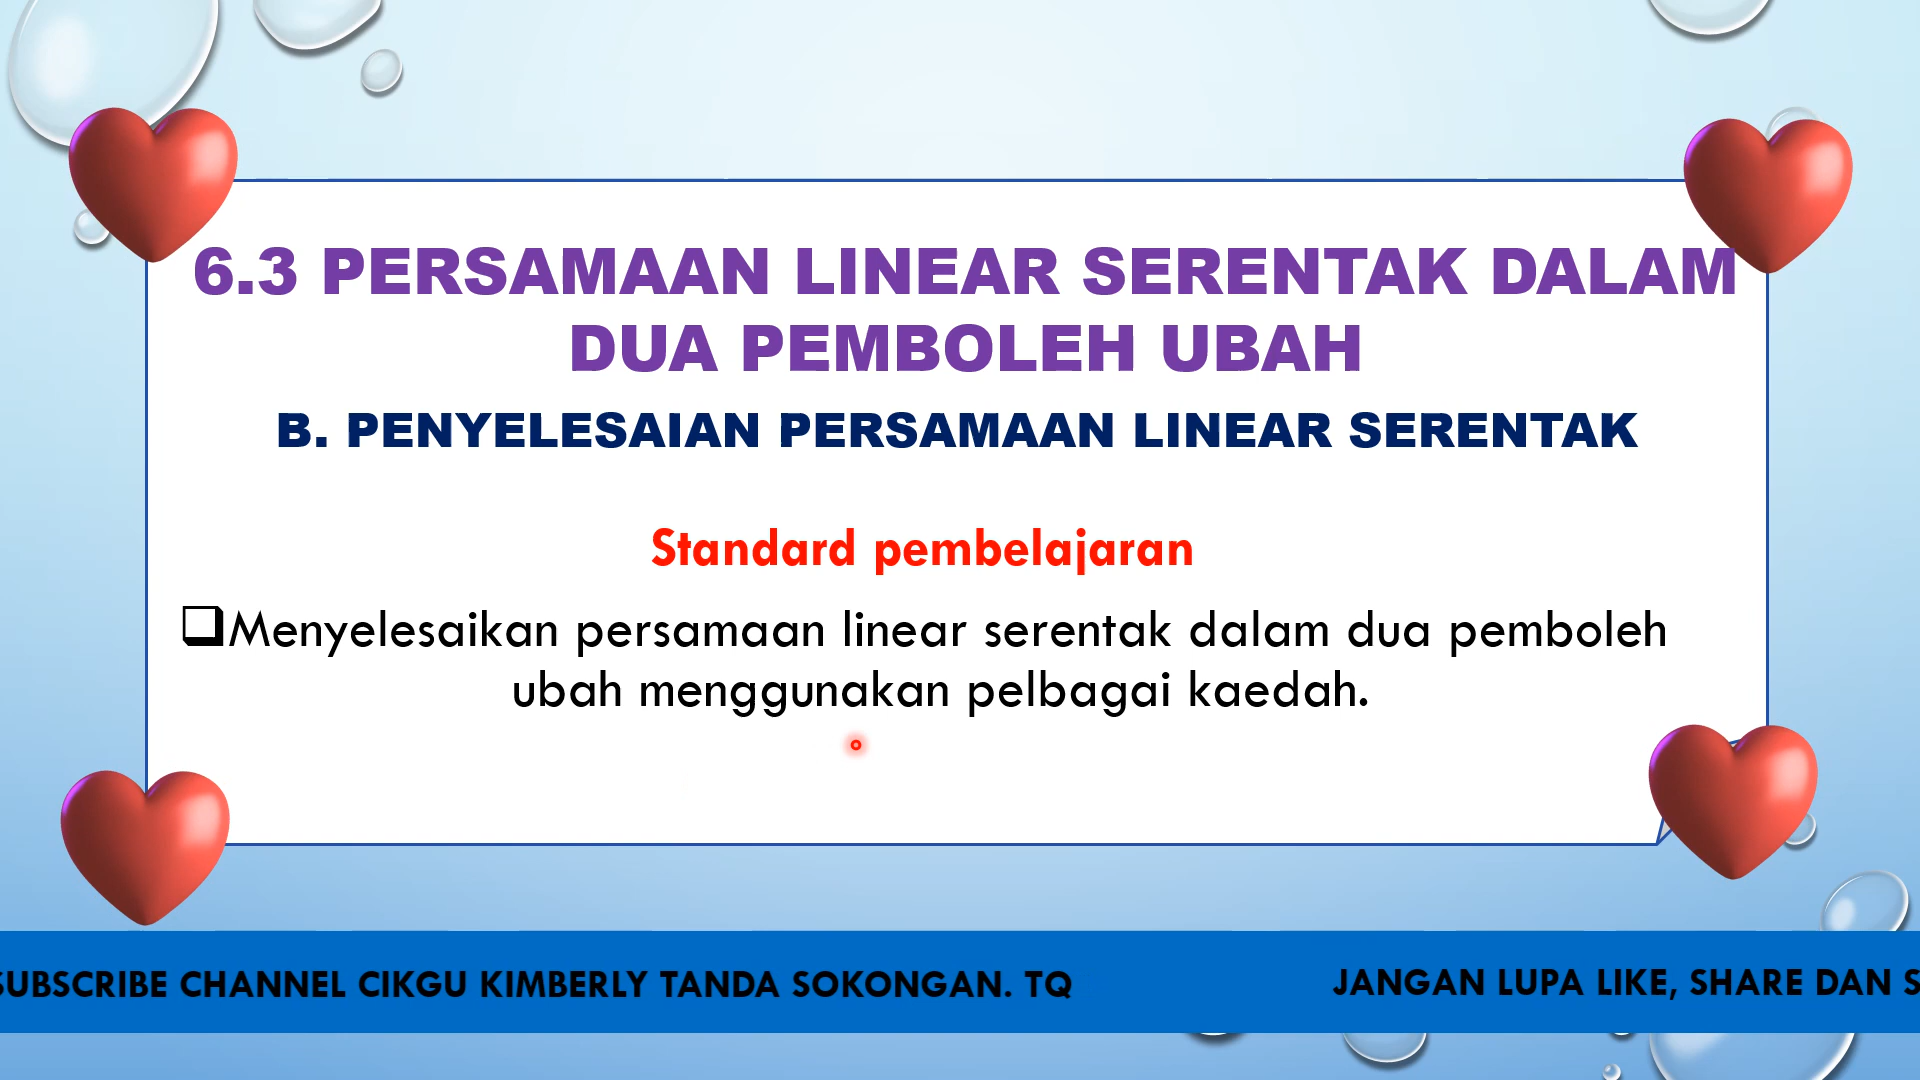 6.3 PERSAMAAN LINEAR SERENTAK DALAM
DUA PEMBOLEH UBAH
B. PENYELESAIAN PERSAMAAN LINEAR SERENTAK
Standard pembelajaran
❑Menyelesaikan persamaan linear serentak dalam dua pemboleh
ubah menggunakan pelbagai kaedah.
SUBSCRIBE CHANNEL CIKGU KIMBERLY TANDA SOKONGAN. TQ
JANGAN LUPA LIKE, SHARE DAN S